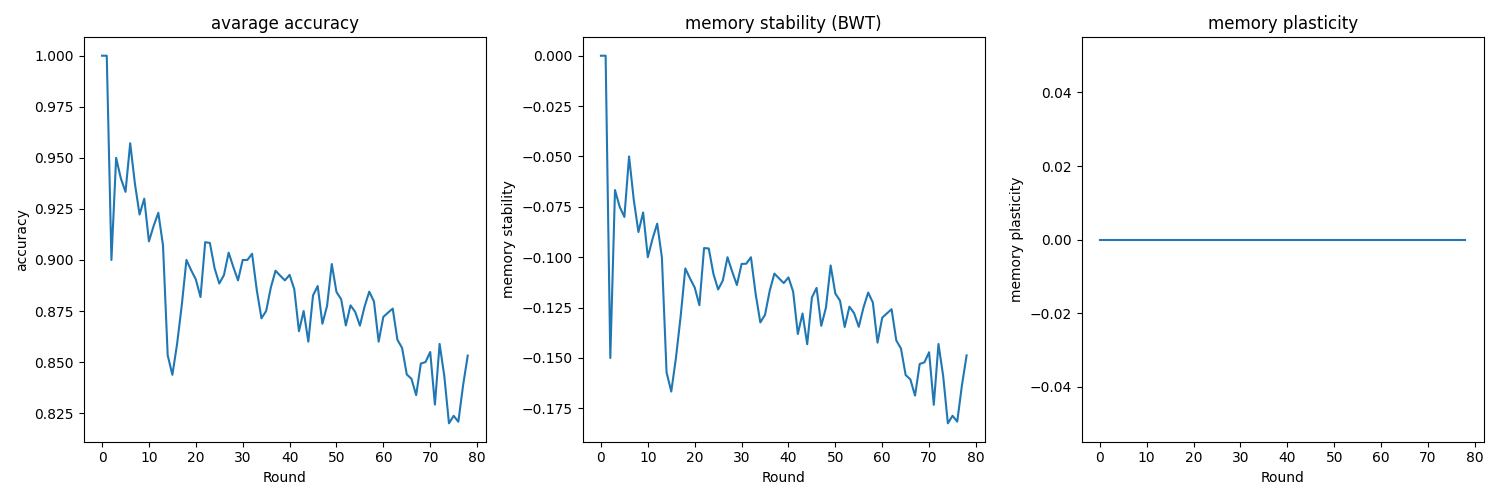 avarage accuracy
accuracy
1.000
0.975
0.950
0.925
0.900
0.875
0.850
0.825
0 10 20 30 40 50 60 70 80
Round
memory stability (BWT)
memory stability
0.000
−0.025
−0.050
−0.075
−0.100
−0.125
−0.150
−0.175
0 10 20 30 40 50 60 70 80
Round
memory plasticity
memory plasticity
0.04
0.02
0.00
−0.02
−0.04
0 10 20 30 40 50 60 70 80
Round